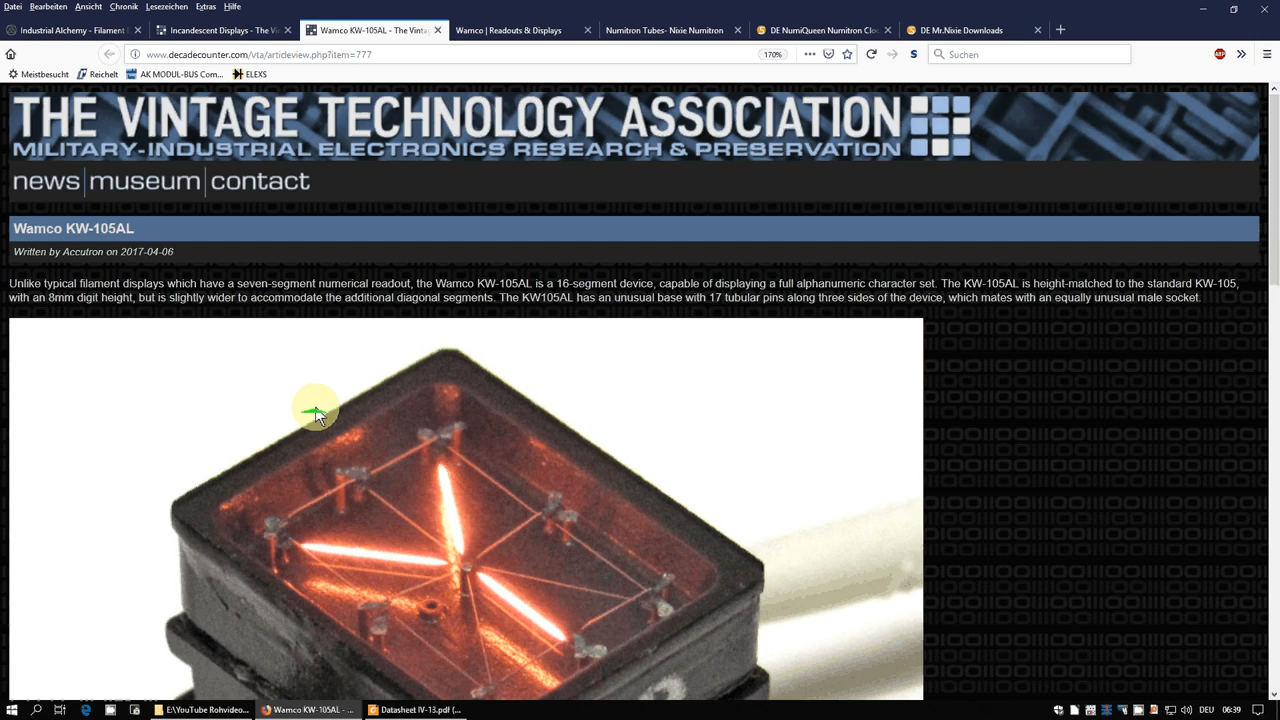 Datei Bearbeiten Ansicht Chronik Lesezeichen Extras Hilfe
Industrial Alchemy - Filament Incandescent Displays - The Vi Wamco KW-105AL - The Vinta Wamco | Readouts & Displays Numitron Tubes- Nixie Numitron DE NumiQueen Numitron Clo DE Mr.Nixie Downloads
www.decadecounter.com/vta/articleview.php?item=777 170% S Suchen ABP
Meistbesucht Reichelt AK MODUL-BUS Com... ELEXS
THE VINTAGE TECHNOLOGY ASSOCIATION
MILITARY-INDUSTRIAL ELECTRONICS RESEARCH & PRESERVATION
news museum contact
Wamco KW-105AL
Written by Accutron on 2017-04-06
Unlike typical filament displays which have a seven-segment numerical readout, the Wamco KW-105AL is a 16-segment device, capable of displaying a full alphanumeric character set. The KW-105AL is height-matched to the standard KW-105,
with an 8mm digit height, but is slightly wider to accommodate the additional diagonal segments. The KW105AL has an unusual base with 17 tubular pins along three sides of the device, which mates with an equally unusual male socket.
E:\YouTube Rohvideo... Wamco KW-105AL - ... Datasheet IV-13.pdf (... DEU 06:39